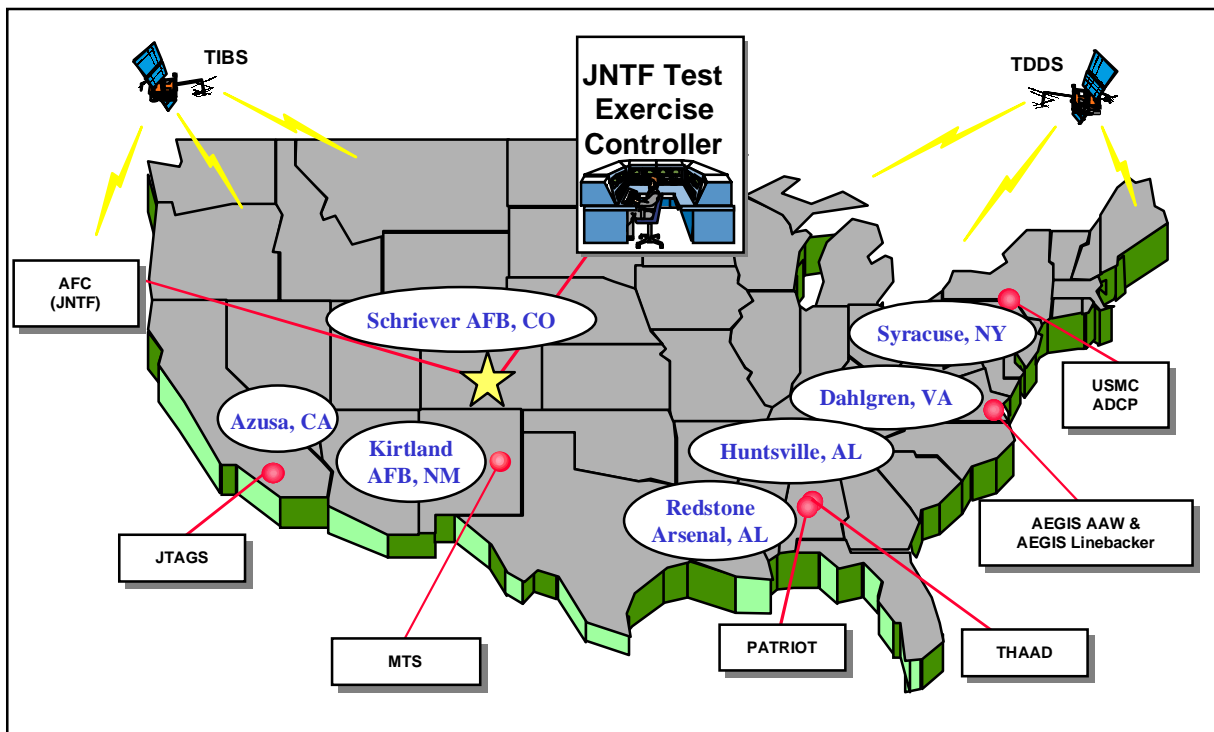 TIBS
JNTF Test
Exercise
Controller
TDDS
AFC
(JNTF)
Schriever AFB, CO
Syracuse, NY
USMC
ADCP
Azusa, CA
Dahlgren, VA
Kirtland
AFB, NM
Huntsville, AL
Redstone
Arsenal, AL
AEGIS AAW &
AEGIS Linebacker
JTAGS
MTS
PATRIOT
THAAD